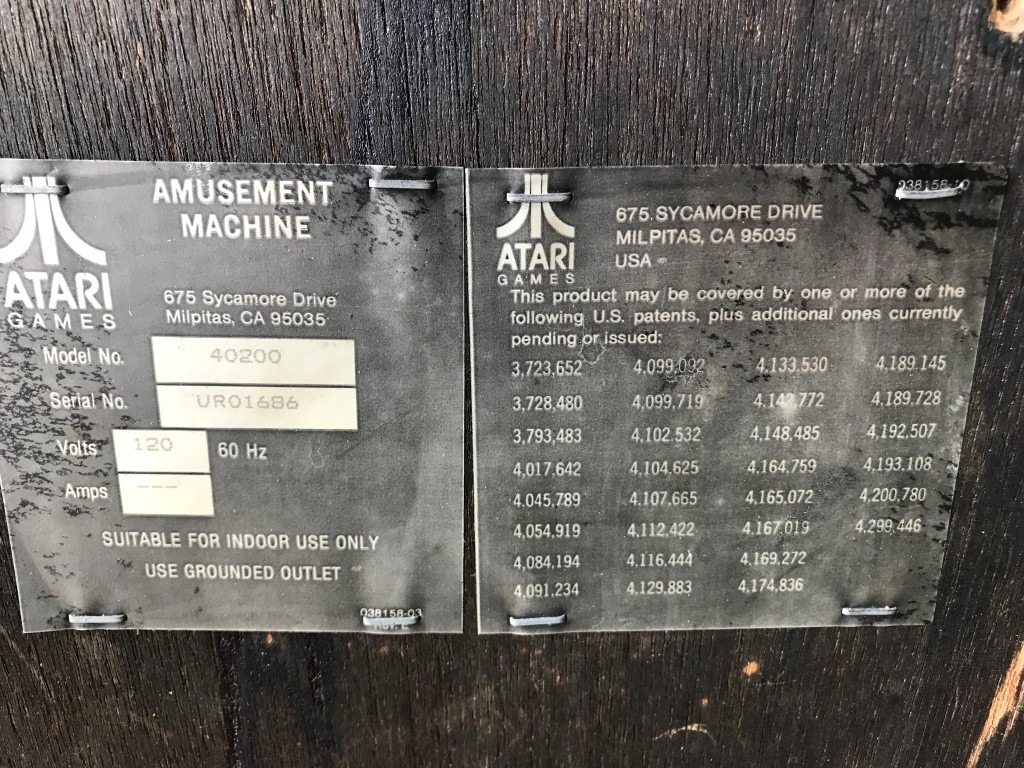 AMUSEMENT
MACHINE
ATARI
GAMES
675 Sycamore Drive
Milpitas, CA 95035
Model No. 40200
Serial No. UR01686
Volts 120 60 Hz
Amps ---
SUITABLE FOR INDOOR USE ONLY
USE GROUNDED OUTLET
038158-03
038158-10
ATARI
GAMES
675 SYCAMORE DRIVE
MILPITAS, CA 95035
USA
This product may be covered by one or more of the
following U.S. patents, plus additional ones currently
pending or issued:
3,723,652 4,099,092 4,133,530 4,189,145
3,728,480 4,099,719 4,142,772 4,189,728
3,793,483 4,102,532 4,148,485 4,192,507
4,017,642 4,104,625 4,164,759 4,193,108
4,045,789 4,107,665 4,165,072 4,200,780
4,054,919 4,112,422 4,167,019 4,299,446
4,084,194 4,116,444 4,169,272
4,091,234 4,129,883 4,174,836